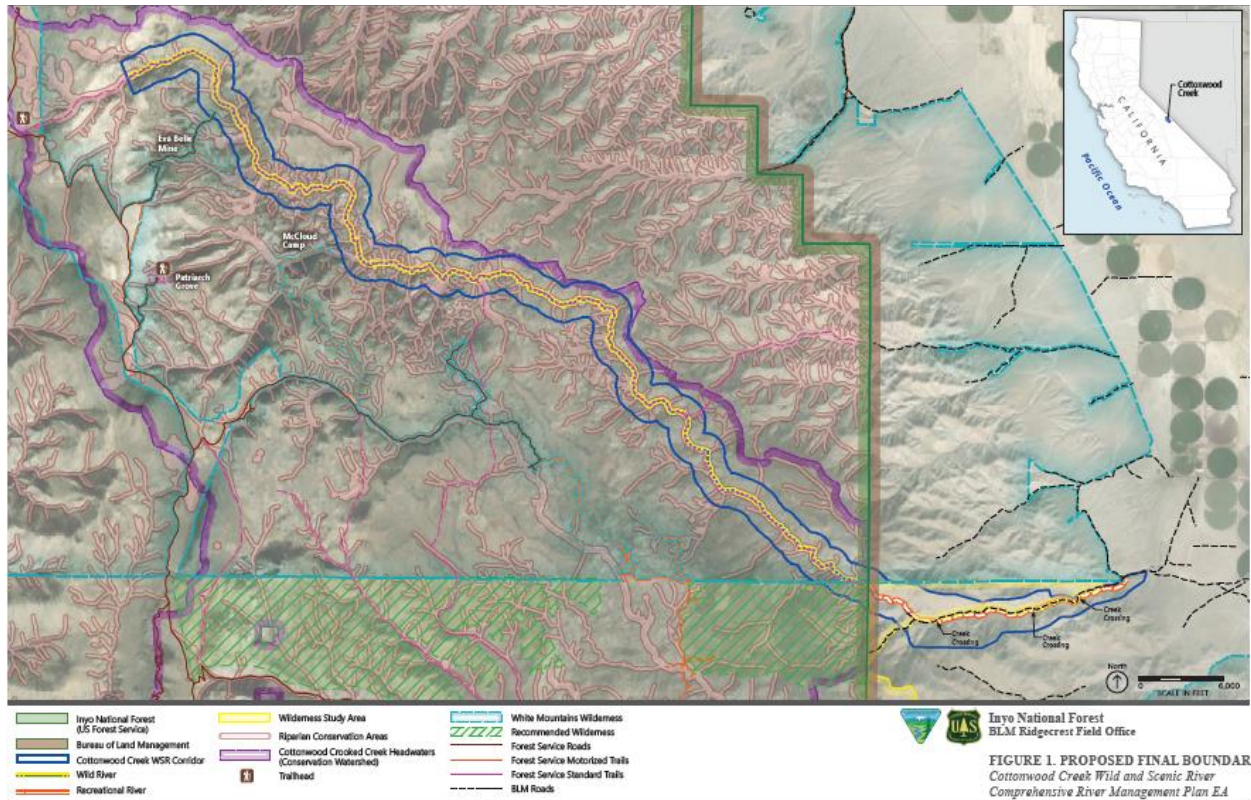 Cottonwood
Creek
CALIFORNIA
Pacific Ocean
Eva Belle
Mine
McCloud
Camp
Patriarch
Grove
Creek
Crossing
Creek
Crossing
Creek
Crossing
North
0 6,000
SCALE IN FEET
Inyo National Forest
(US Forest Service)
Bureau of Land Management
Cottonwood Creek WSR Corridor
Wild River
Recreational River
Wilderness Study Area
Riparian Conservation Areas
Cottonwood Crooked Creek Headwaters
(Conservation Watershed)
Trailhead
White Mountains Wilderness
Recommended Wilderness
Forest Service Roads
Forest Service Motorized Trails
Forest Service Standard Trails
BLM Roads
UAS
Inyo National Forest
BLM Ridgecrest Field Office
FIGURE 1. PROPOSED FINAL BOUNDAR
Cottonwood Creek Wild and Scenic River
Comprehensive River Management Plan EA